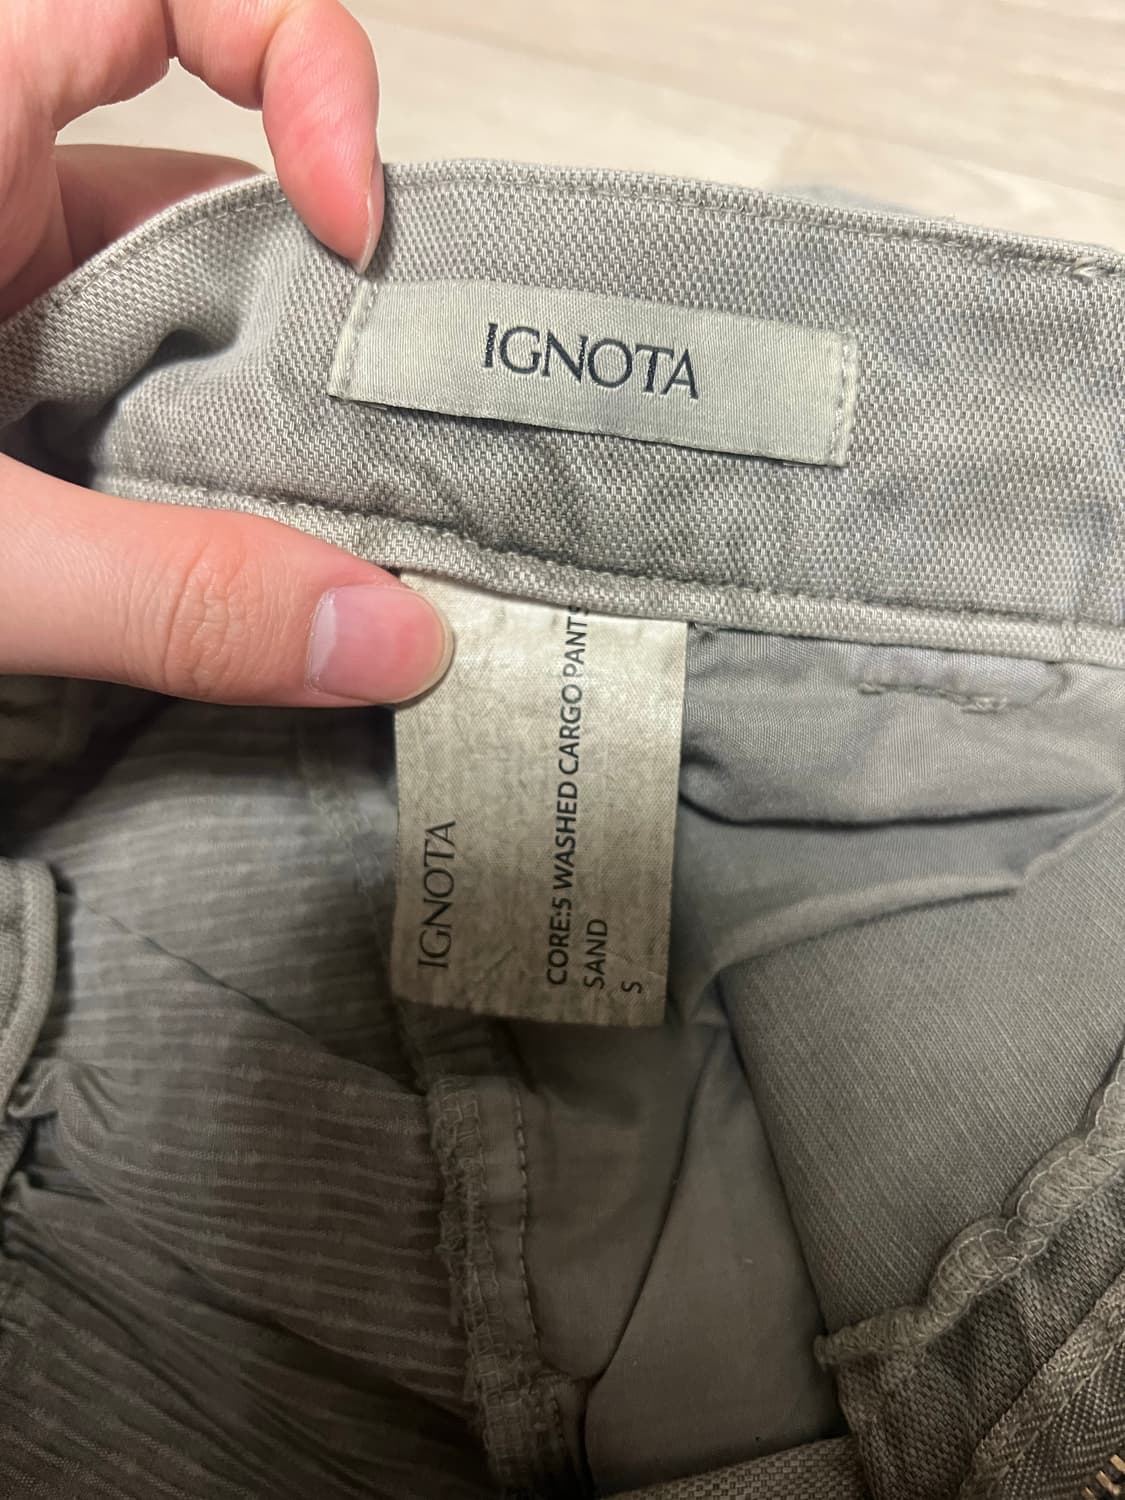 IGNOTA
IGNOTA
CORE:5 WASHED CARGO PANTS
SAND
S